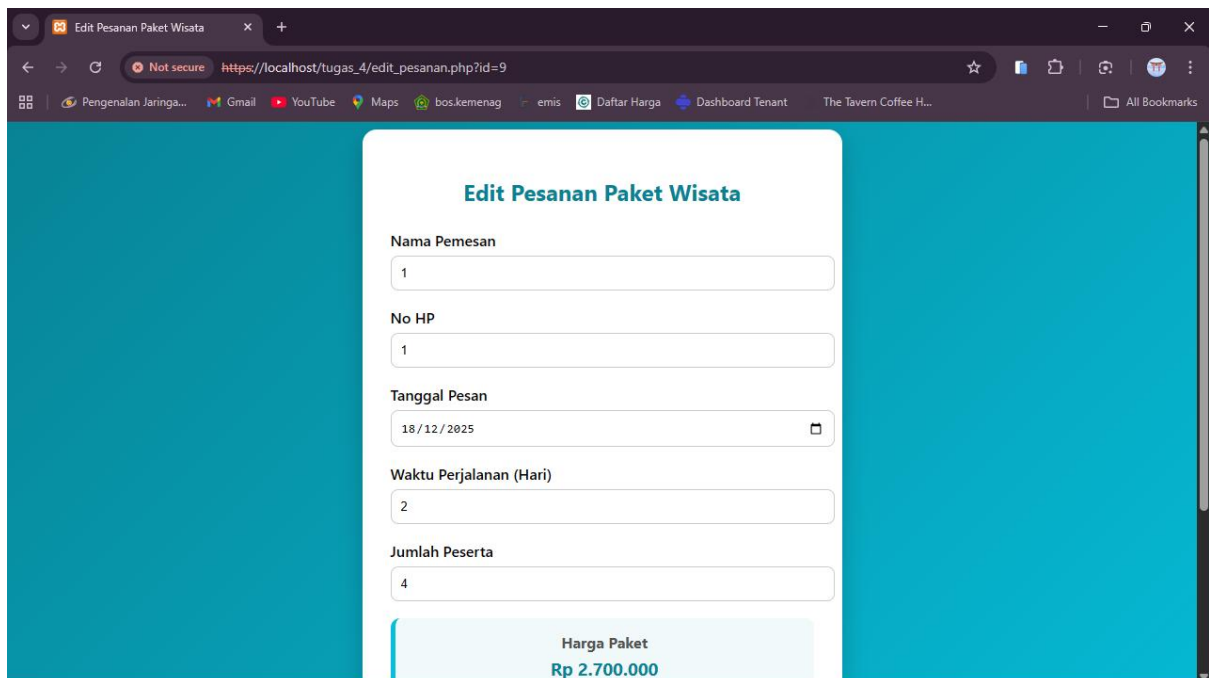 Edit Pesanan Paket Wisata
Not secure https://localhost/tugas_4/edit_pesanan.php?id=9
Pengenalan Jaringa... Gmail YouTube Maps bos.kemenag emis Daftar Harga Dashboard Tenant The Tavern Coffee H... All Bookmarks
Edit Pesanan Paket Wisata
Nama Pemesan
1
No HP
1
Tanggal Pesan
18/12/2025
Waktu Perjalanan (Hari)
2
Jumlah Peserta
4
Harga Paket
Rp 2.700.000